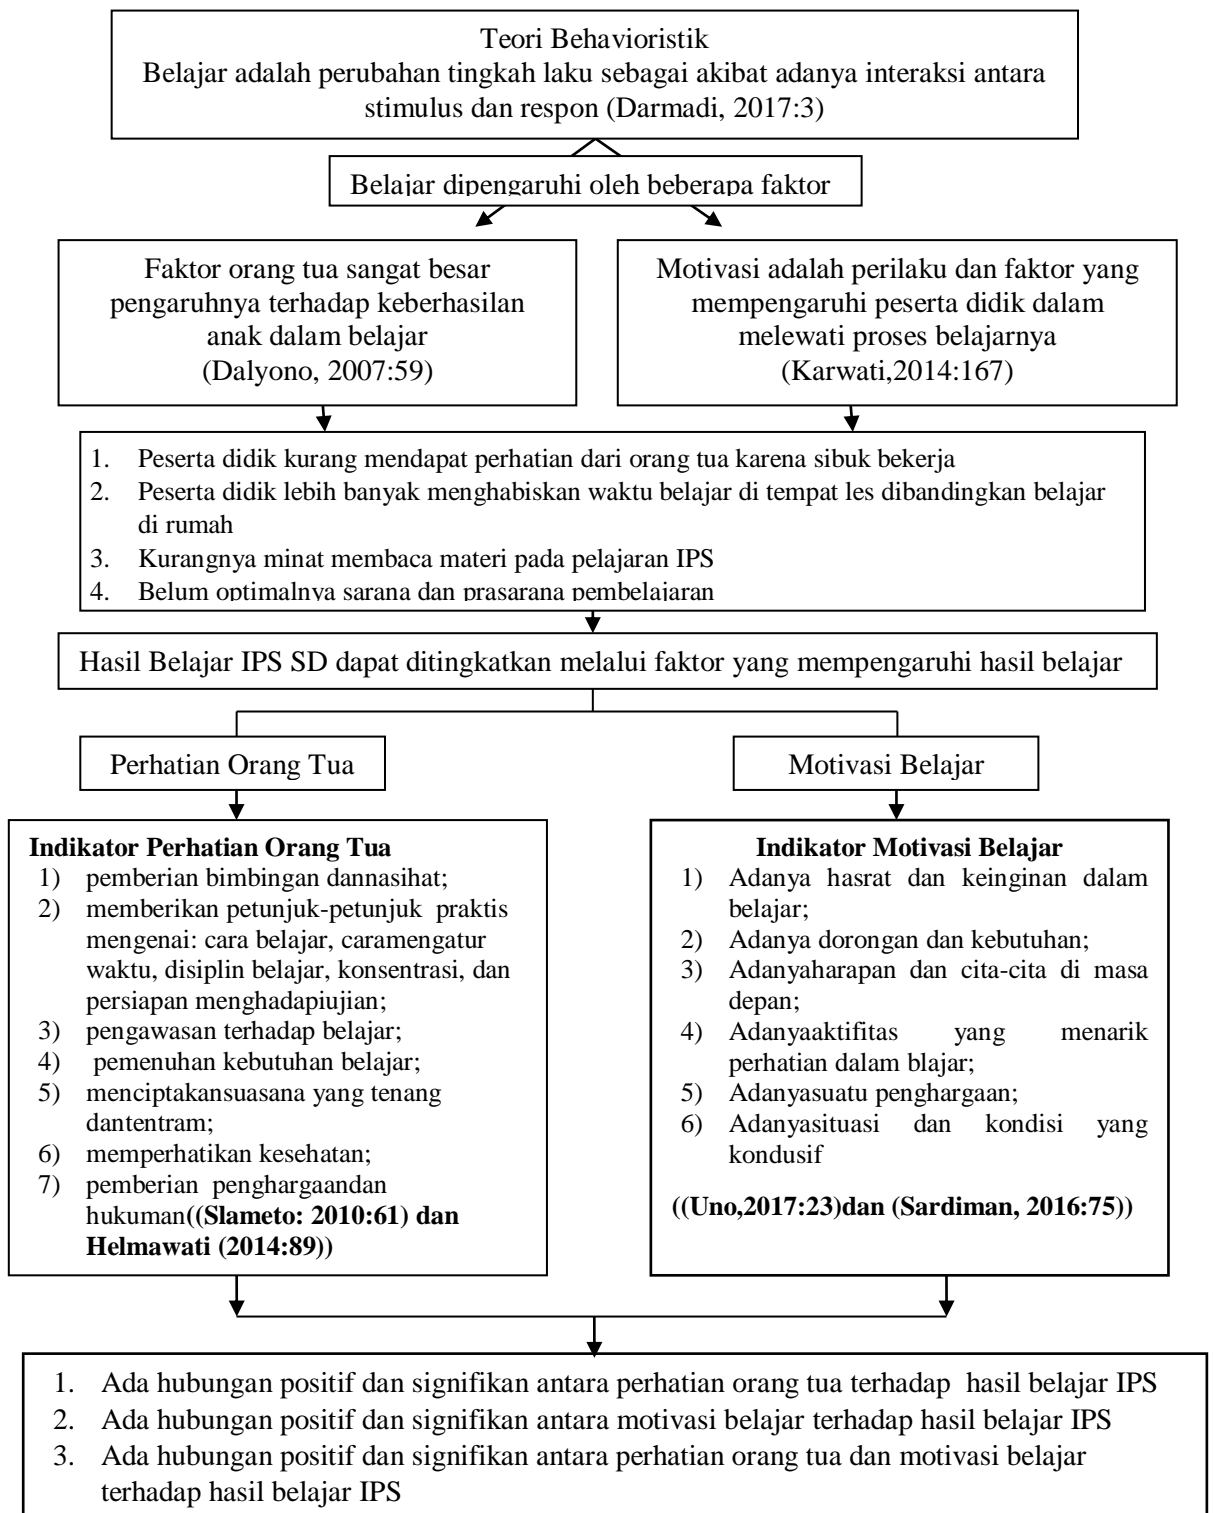 Teori Behavioristik
Belajar adalah perubahan tingkah laku sebagai akibat adanya interaksi antara
stimulus dan respon (Darmadi, 2017:3)
Belajar dipengaruhi oleh beberapa faktor
Faktor orang tua sangat besar
pengaruhnya terhadap keberhasilan
anak dalam belajar
(Dalyono, 2007:59)
Motivasi adalah perilaku dan faktor yang
mempengaruhi peserta didik dalam
melewati proses belajarnya
(Karwati,2014:167)
1. Peserta didik kurang mendapat perhatian dari orang tua karena sibuk bekerja
2. Peserta didik lebih banyak menghabiskan waktu belajar di tempat les dibandingkan belajar
di rumah
3. Kurangnya minat membaca materi pada pelajaran IPS
4. Belum optimalnya sarana dan prasarana pembelajaran
Hasil Belajar IPS SD dapat ditingkatkan melalui faktor yang mempengaruhi hasil belajar
Perhatian Orang Tua
Motivasi Belajar
Indikator Perhatian Orang Tua
1) pemberian bimbingan dannasihat;
2) memberikan petunjuk-petunjuk praktis
mengenai: cara belajar, caramengatur
waktu, disiplin belajar, konsentrasi, dan
persiapan menghadapiujian;
3) pengawasan terhadap belajar;
4) pemenuhan kebutuhan belajar;
5) menciptakansuasana yang tenang
dantentram;
6) memperhatikan kesehatan;
7) pemberian penghargaandan
hukuman((Slameto: 2010:61) dan
Helmawati (2014:89))
Indikator Motivasi Belajar
1) Adanya hasrat dan keinginan dalam
belajar;
2) Adanya dorongan dan kebutuhan;
3) Adanyaharapan dan cita-cita di masa
depan;
4) Adanyaaktifitas yang menarik
perhatian dalam blajar;
5) Adanyasuatu penghargaan;
6) Adanyasituasi dan kondisi yang
kondusif
((Uno,2017:23)dan (Sardiman, 2016:75))
1. Ada hubungan positif dan signifikan antara perhatian orang tua terhadap hasil belajar IPS
2. Ada hubungan positif dan signifikan antara motivasi belajar terhadap hasil belajar IPS
3. Ada hubungan positif dan signifikan antara perhatian orang tua dan motivasi belajar
terhadap hasil belajar IPS